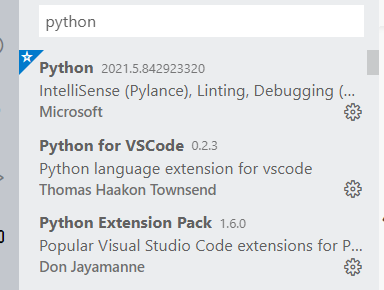 python
Python 2021.5.842923320
IntelliSense (Pylance), Linting, Debugging (...
Microsoft
Python for VSCode 0.2.3
Python language extension for vscode
Thomas Haakon Townsend
Python Extension Pack 1.6.0
Popular Visual Studio Code extensions for P...
Don Jayamanne